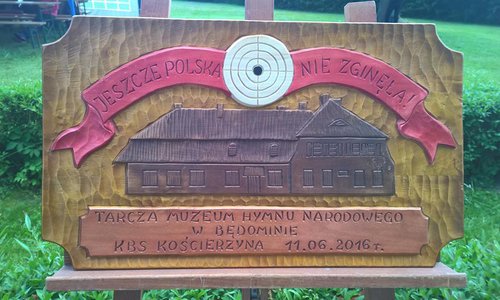 JESZCZE POLSKA NIE ZGINĘŁA!
TARCZA MUZEUM HYMNU NARODOWEGO
W BĘDOMINIE
KBS KOŚCIERZYNA 11.06.2016 r.